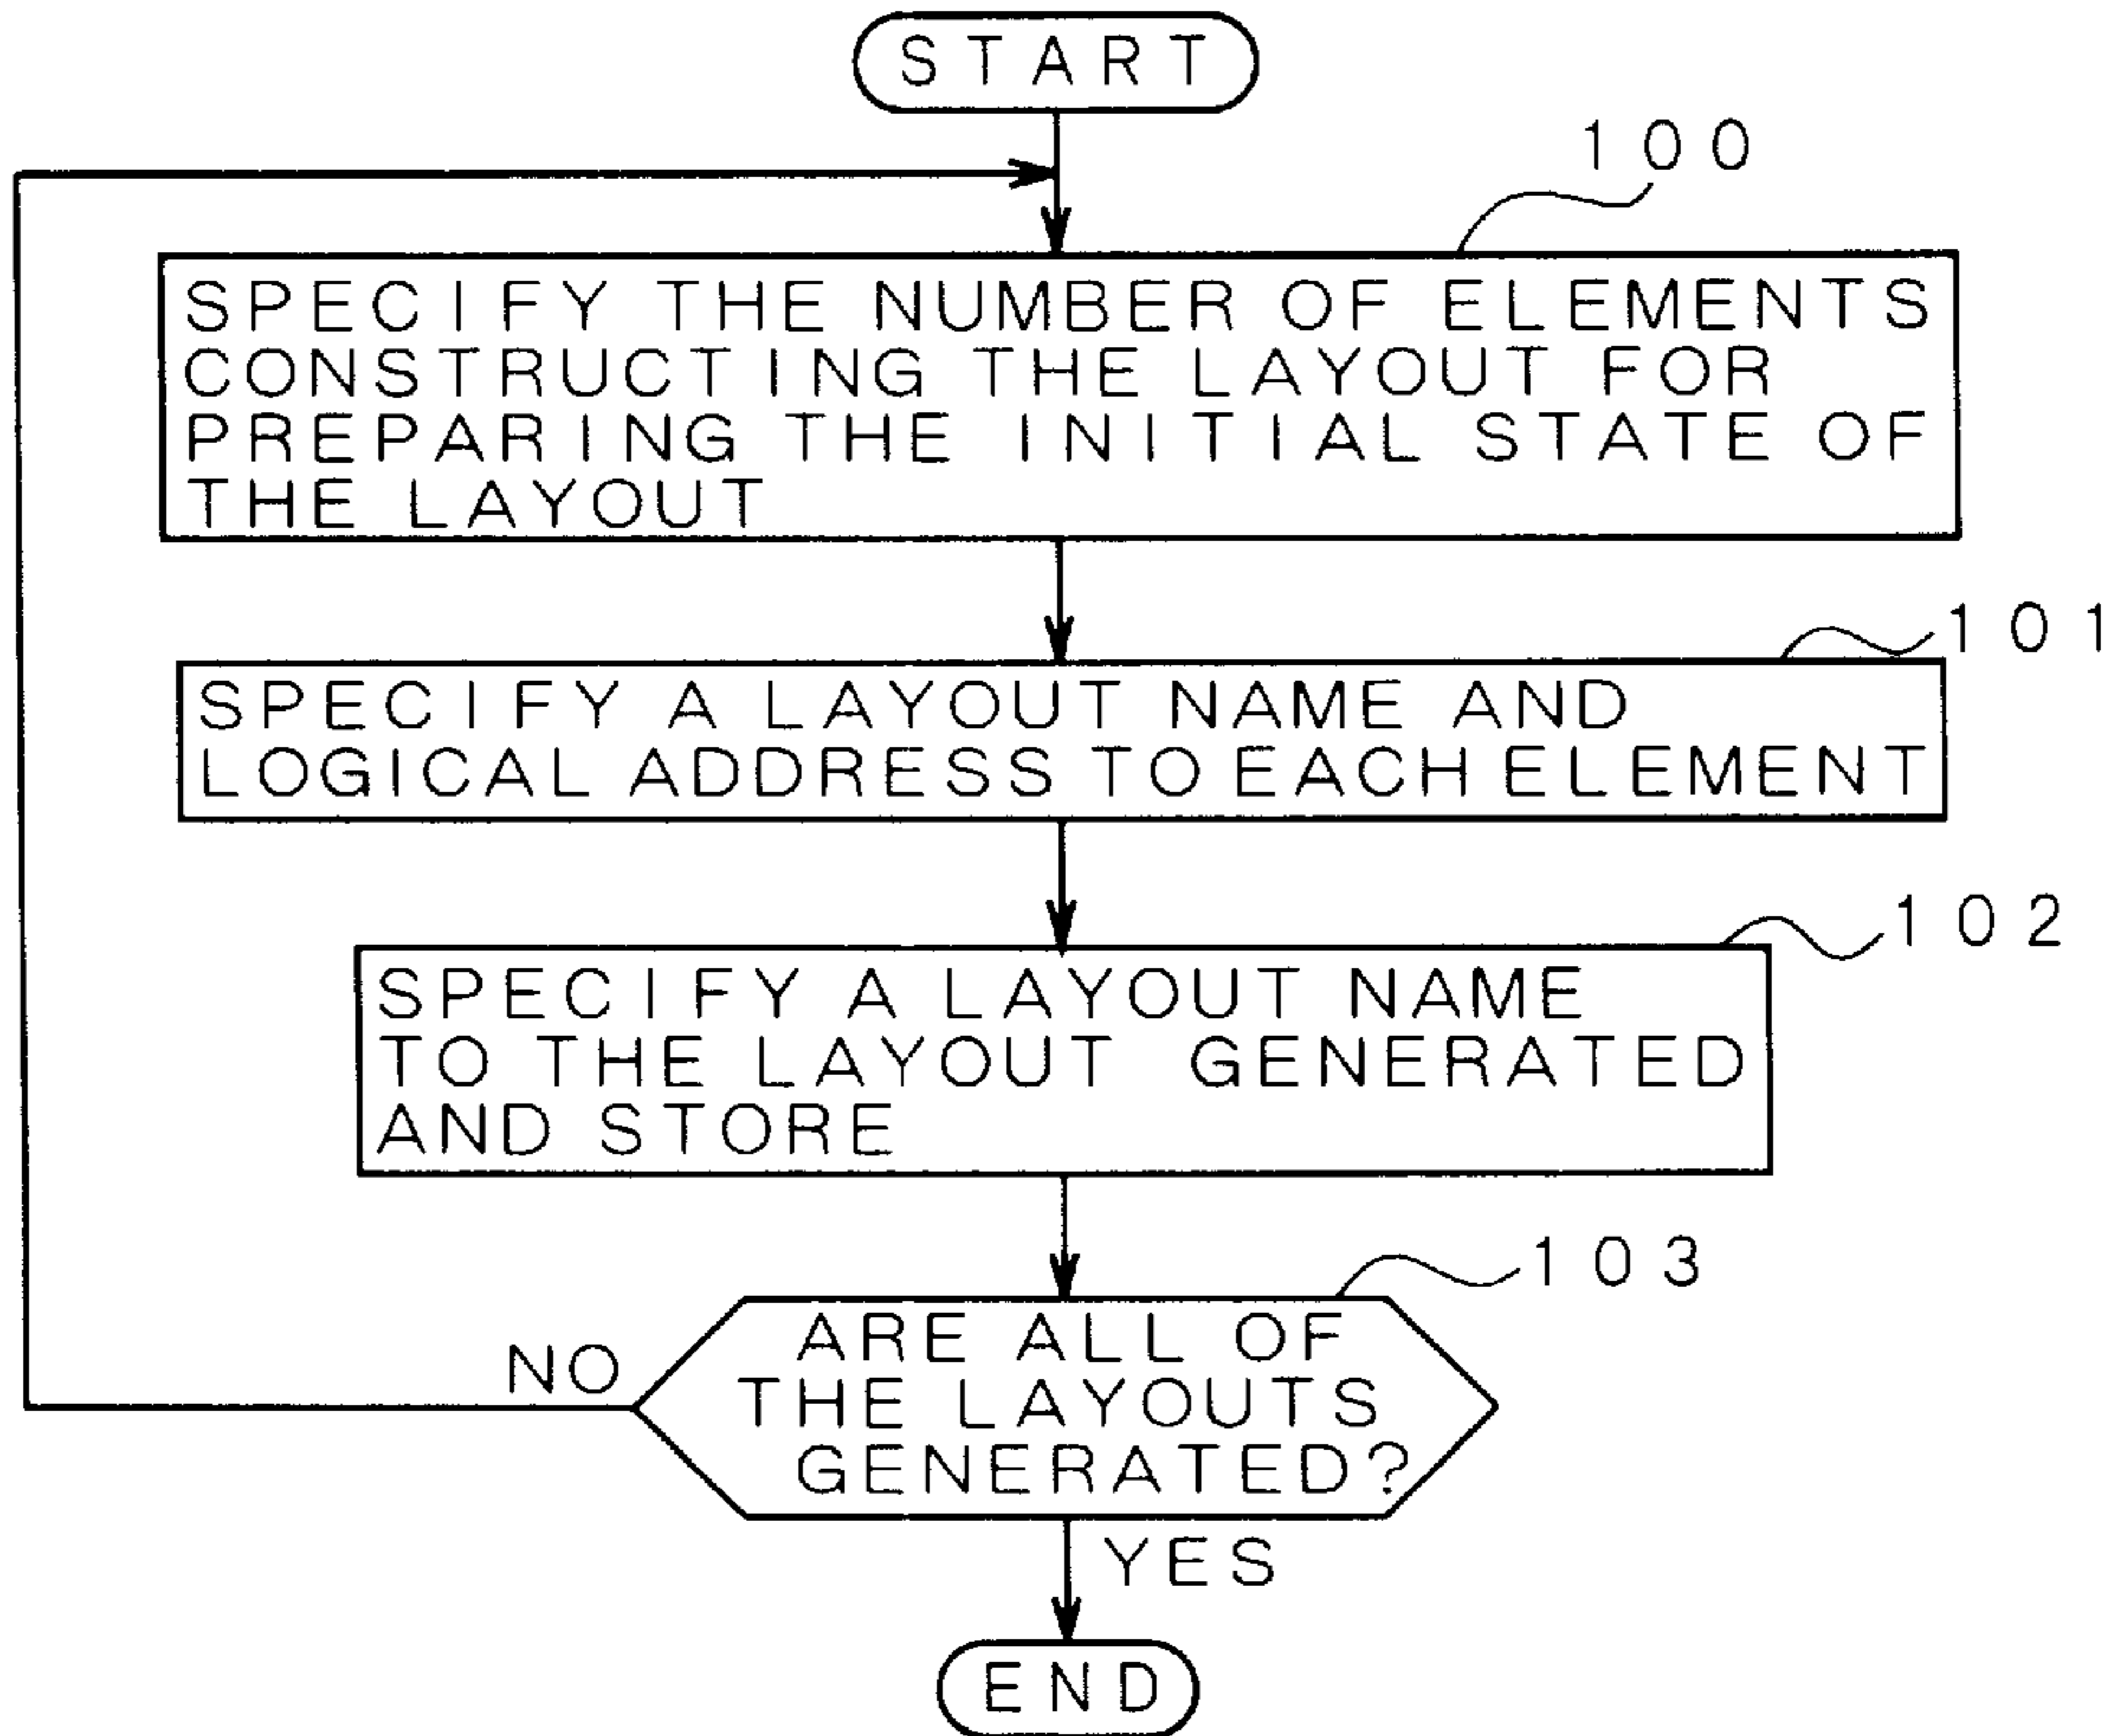 START
100
SPECIFY THE NUMBER OF ELEMENTS
CONSTRUCTING THE LAYOUT FOR
PREPARING THE INITIAL STATE OF
THE LAYOUT
101
SPECIFY A LAYOUT NAME AND
LOGICAL ADDRESS TO EACH ELEMENT
102
SPECIFY A LAYOUT NAME
TO THE LAYOUT GENERATED
AND STORE
103
ARE ALL OF
THE LAYOUTS
GENERATED?
NO
YES
END